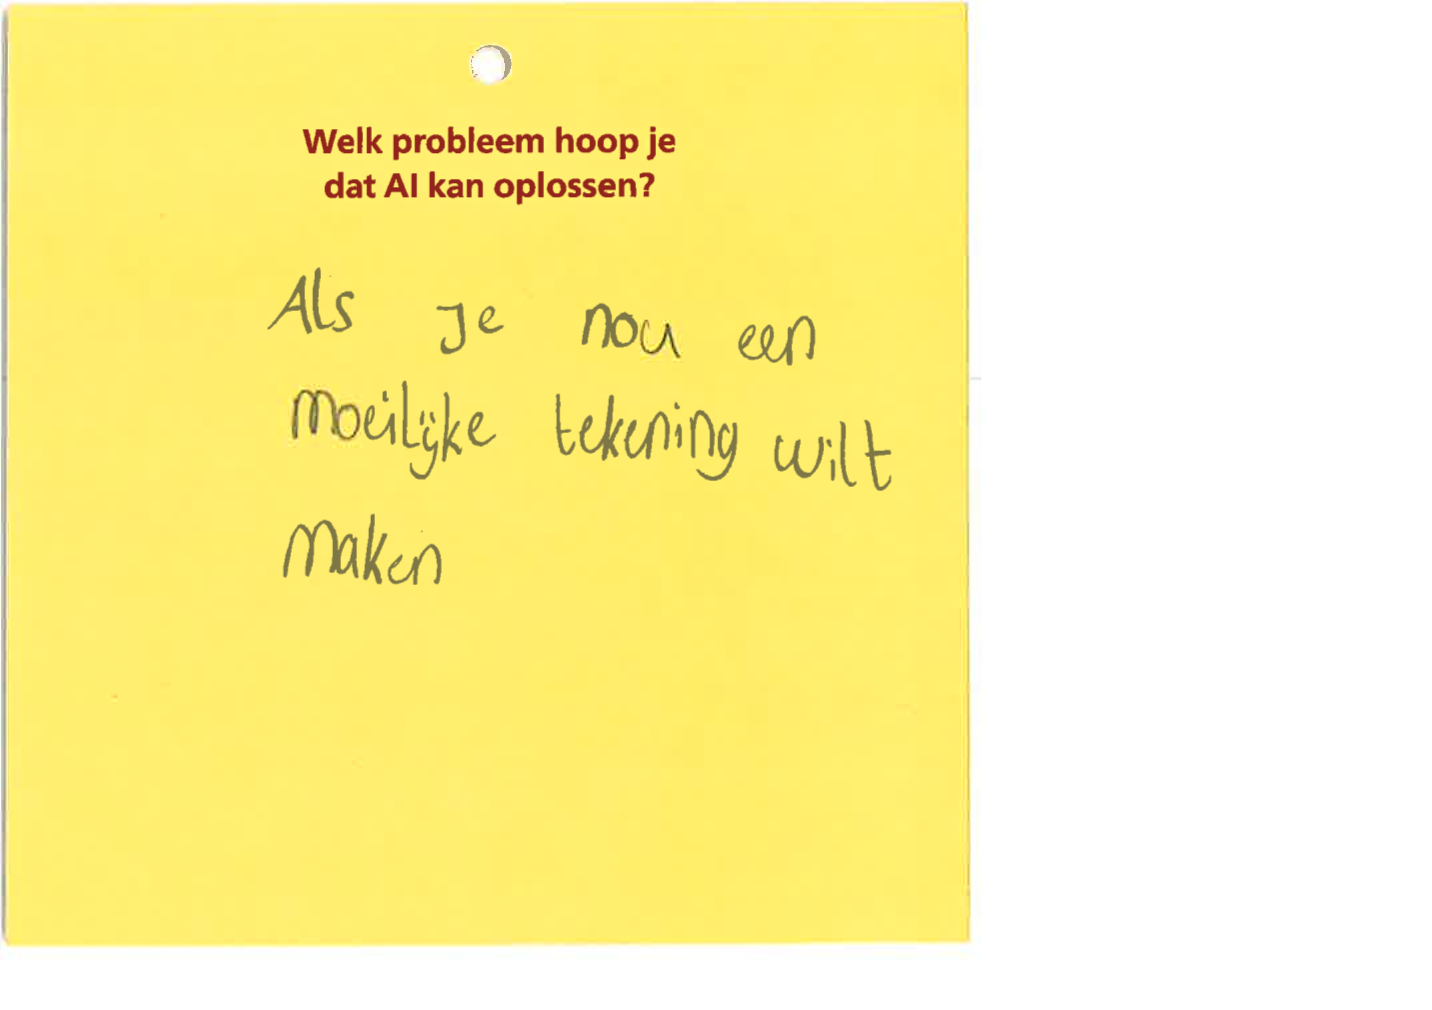 Welk probleem hoop je
dat AI kan oplossen?
Als je nou een
moeilijke tekening wilt
maken